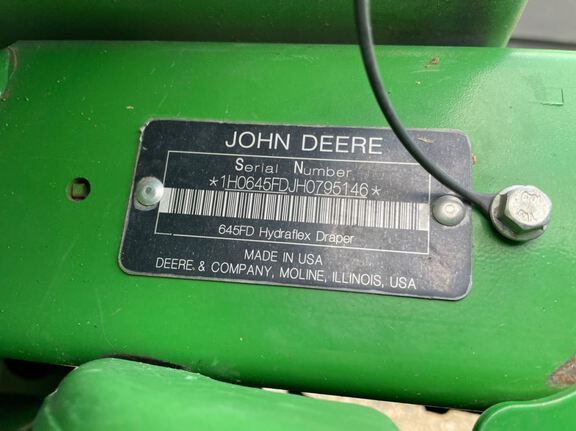 JOHN DEERE
Serial Number
*1H0645FDJH0795146*
645FD Hydraflex Draper
MADE IN USA
DEERE & COMPANY, MOLINE, ILLINOIS, USA